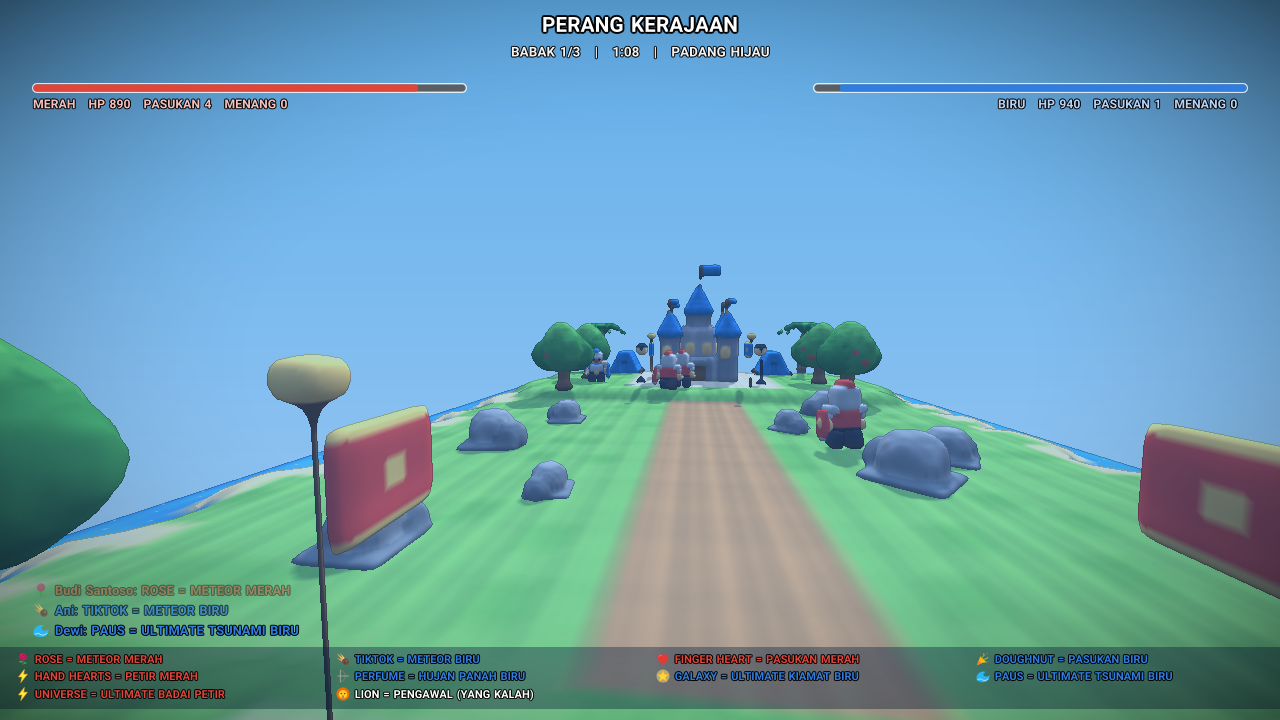 PERANG KERAJAAN
BABAK 1/3 | 1:08 | PADANG HIJAU
MERAH HP 890 PASUKAN 4 MENANG 0
BIRU HP 940 PASUKAN 1 MENANG 0
Budi Santoso: ROSE = METEOR MERAH
Ani: TIKTOK = METEOR BIRU
Dewi: PAUS = ULTIMATE TSUNAMI BIRU
ROSE = METEOR MERAH
TIKTOK = METEOR BIRU
FINGER HEART = PASUKAN MERAH
DOUGHNUT = PASUKAN BIRU
HAND HEARTS = PETIR MERAH
PERFUME = HUJAN PANAH BIRU
GALAXY = ULTIMATE KIAMAT BIRU
PAUS = ULTIMATE TSUNAMI BIRU
UNIVERSE = ULTIMATE BADAI PETIR
LION = PENGAWAL (YANG KALAH)